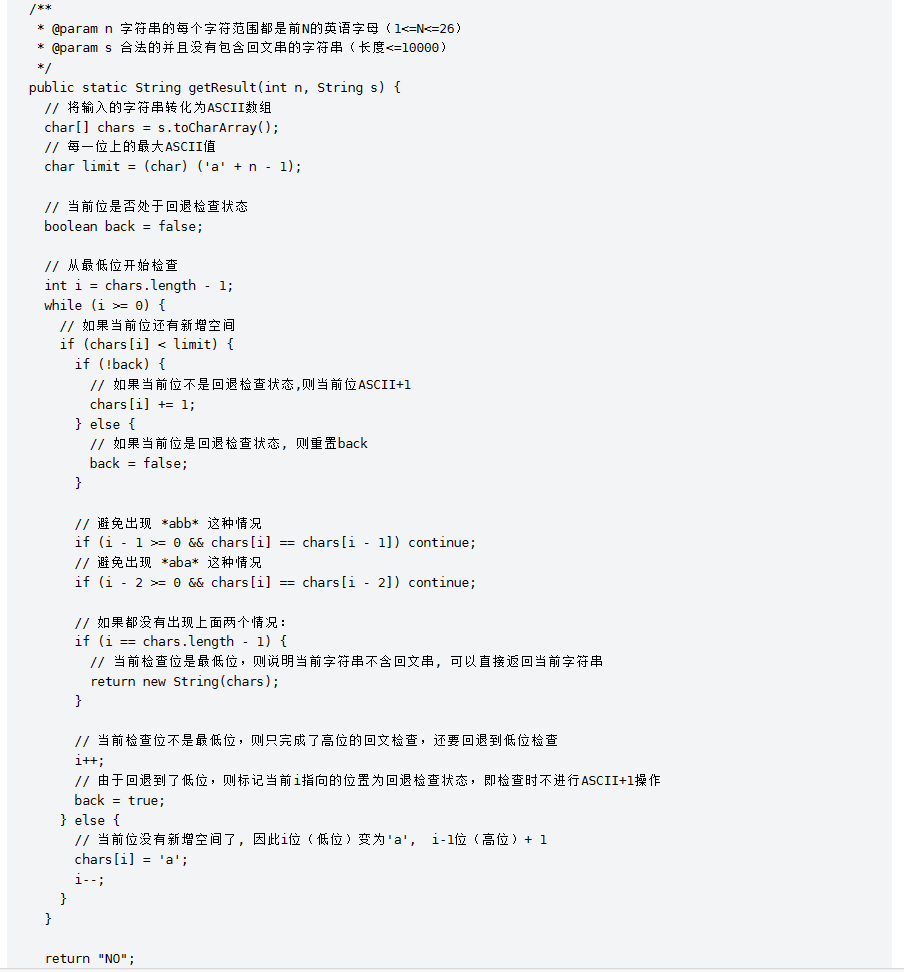 /**
 * @param n 字符串的每个字符范围都是前N的英语字母（1<=N<=26）
 * @param s 合法的并且没有包含回文串的字符串（长度<=10000）
 */
public static String getResult(int n, String s) {
  // 将输入的字符串转化为ASCII数组
  char[] chars = s.toCharArray();
  // 每一位上的最大ASCII值
  char limit = (char) ('a' + n - 1);

  // 当前位是否处于回退检查状态
  boolean back = false;

  // 从最低位开始检查
  int i = chars.length - 1;
  while (i >= 0) {
    // 如果当前位还有新增空间
    if (chars[i] < limit) {
      if (!back) {
        // 如果当前位不是回退检查状态,则当前位ASCII+1
        chars[i] += 1;
      } else {
        // 如果当前位是回退检查状态, 则重置back
        back = false;
      }

      // 避免出现 *abb* 这种情况
      if (i - 1 >= 0 && chars[i] == chars[i - 1]) continue;
      // 避免出现 *aba* 这种情况
      if (i - 2 >= 0 && chars[i] == chars[i - 2]) continue;

      // 如果都没有出现上面两个情况：
      if (i == chars.length - 1) {
        // 当前检查位是最低位，则说明当前字符串不含回文串, 可以直接返回当前字符串
        return new String(chars);
      }

      // 当前检查位不是最低位，则只完成了高位的回文检查，还要回退到低位检查
      i++;
      // 由于回退到了低位，则标记当前i指向的位置为回退检查状态，即检查时不进行ASCII+1操作
      back = true;
    } else {
      // 当前位没有新增空间了, 因此i位（低位）变为'a',  i-1位（高位）+ 1
      chars[i] = 'a';
      i--;
    }
  }

  return "NO";